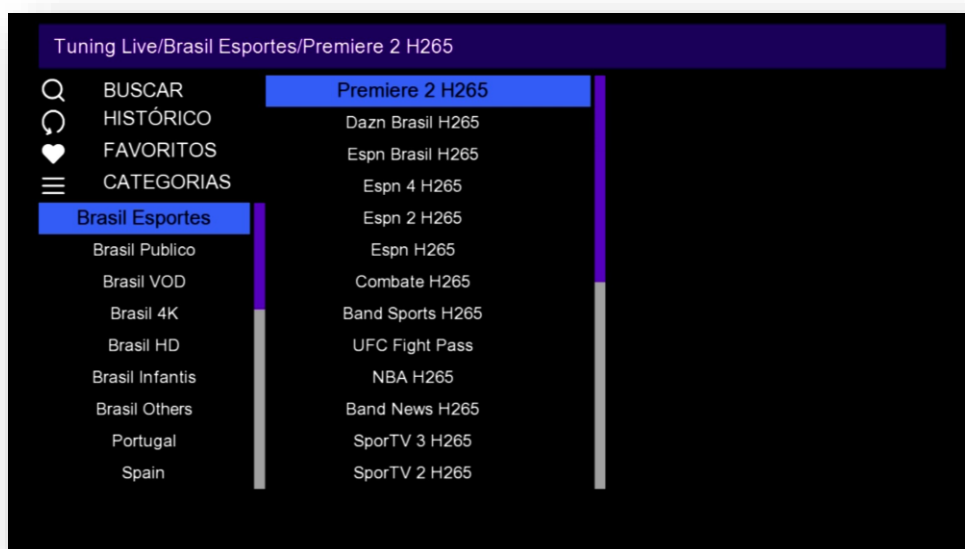 Tuning Live/Brasil Esportes/Premiere 2 H265
BUSCAR
HISTÓRICO
FAVORITOS
CATEGORIAS
Brasil Esportes
Brasil Publico
Brasil VOD
Brasil 4K
Brasil HD
Brasil Infantis
Brasil Others
Portugal
Spain
Premiere 2 H265
Dazn Brasil H265
Espn Brasil H265
Espn 4 H265
Espn 2 H265
Espn H265
Combate H265
Band Sports H265
UFC Fight Pass
NBA H265
Band News H265
SporTV 3 H265
SporTV 2 H265